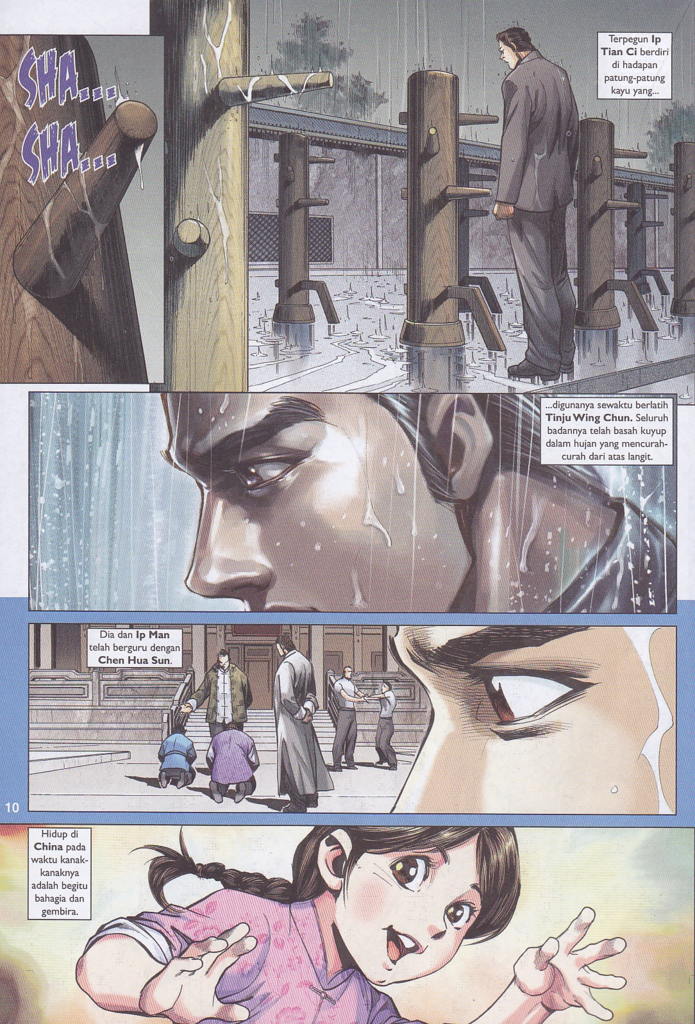 SHA...
SHA...
Terpegun Ip
Tian Ci berdiri
di hadapan
patung-patung
kayu yang...
...digunanya sewaktu berlatih
Tinju Wing Chun. Seluruh
badannya telah basah kuyup
dalam hujan yang mencurah-
curah dari atas langit.
Dia dan Ip Man
telah berguru dengan
Chen Hua Sun.
10
Hidup di
China pada
waktu kanak-
kanaknya
adalah begitu
bahagia dan
gembira.